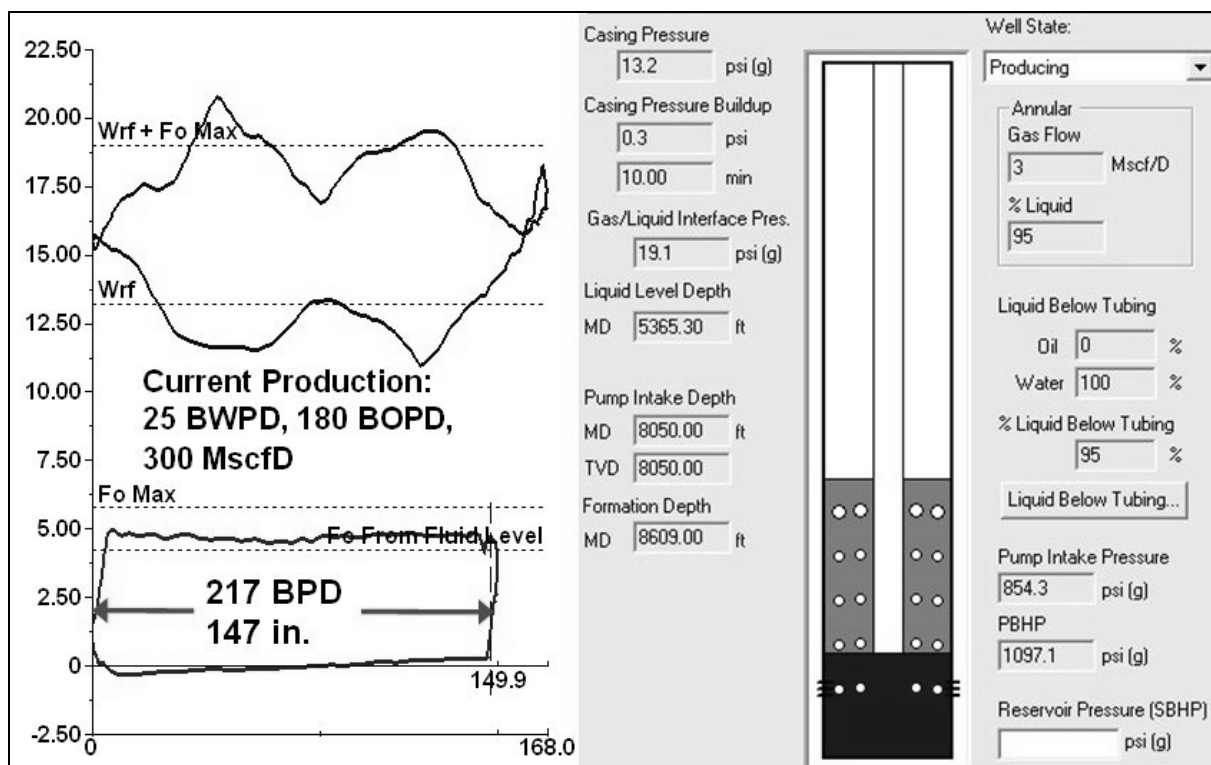 22.50
20.00
Wrf + Fo Max
17.50
15.00
Wrf
12.50
10.00
Current Production:
25 BWPD, 180 BOPD,
300 MscfD
7.50
Fo Max
5.00
Fo From Fluid Level
2.50
217 BPD
147 in.
0
149.9
-2.50
0
168.0
Casing Pressure
13.2 psi (g)
Casing Pressure Buildup
0.3 psi
10.00 min
Gas/Liquid Interface Pres.
19.1 psi (g)
Liquid Level Depth
MD 5365.30 ft
Pump Intake Depth
MD 8050.00 ft
TVD 8050.00
Formation Depth
MD 8609.00 ft
Well State:
Producing
Annular
Gas Flow
3 Mscf/D
% Liquid
95
Liquid Below Tubing
Oil 0 %
Water 100 %
% Liquid Below Tubing
95 %
Liquid Below Tubing...
Pump Intake Pressure
854.3 psi (g)
PBHP
1097.1 psi (g)
Reservoir Pressure (SBHP)
psi (g)